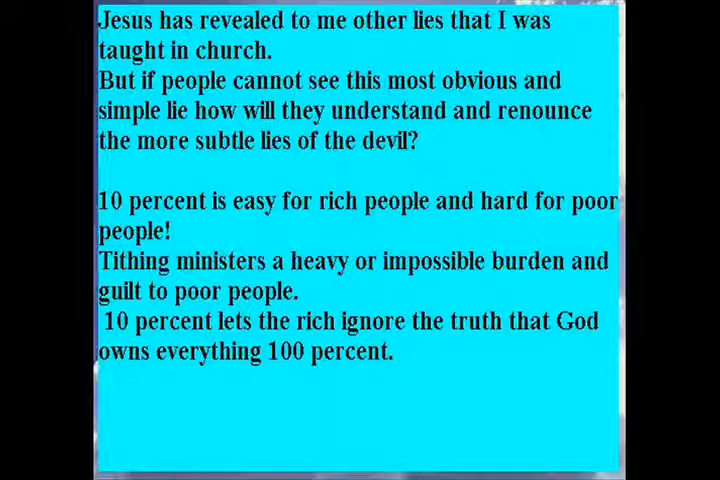 Jesus has revealed to me other lies that I was
taught in church.
But if people cannot see this most obvious and
simple lie how will they understand and renounce
the more subtle lies of the devil?
10 percent is easy for rich people and hard for poor
people!
Tithing ministers a heavy or impossible burden and
guilt to poor people.
10 percent lets the rich ignore the truth that God
owns everything 100 percent.